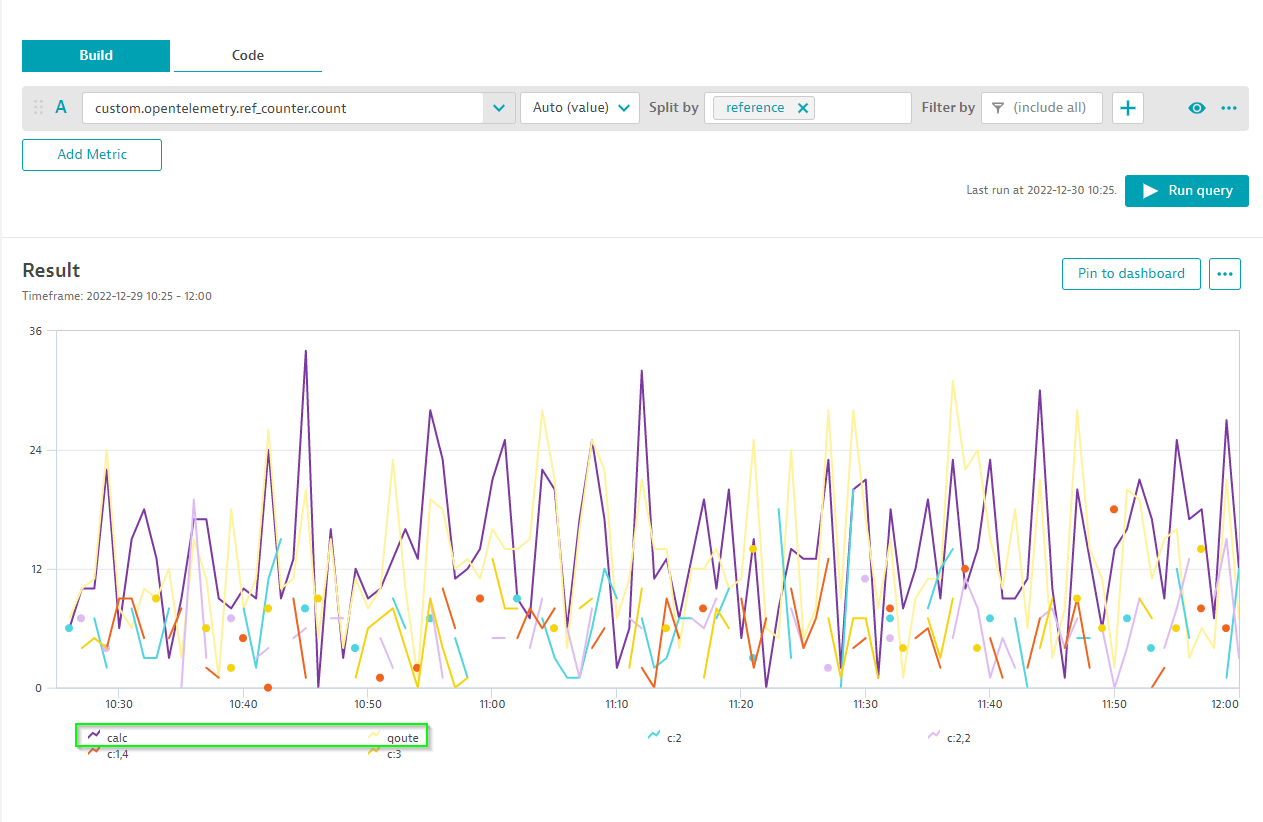 Build Code
A custom.opentelemetry.ref_counter.count Auto (value) Split by reference Filter by (include all)
Add Metric
Last run at 2022-12-30 10:25. Run query
Result
Pin to dashboard
Timeframe: 2022-12-29 10:25 - 12:00
36
24
12
0
10:30 10:40 10:50 11:00 11:10 11:20 11:30 11:40 11:50 12:00
calc qoute c:2 c:2,2
c:1,4 c:3